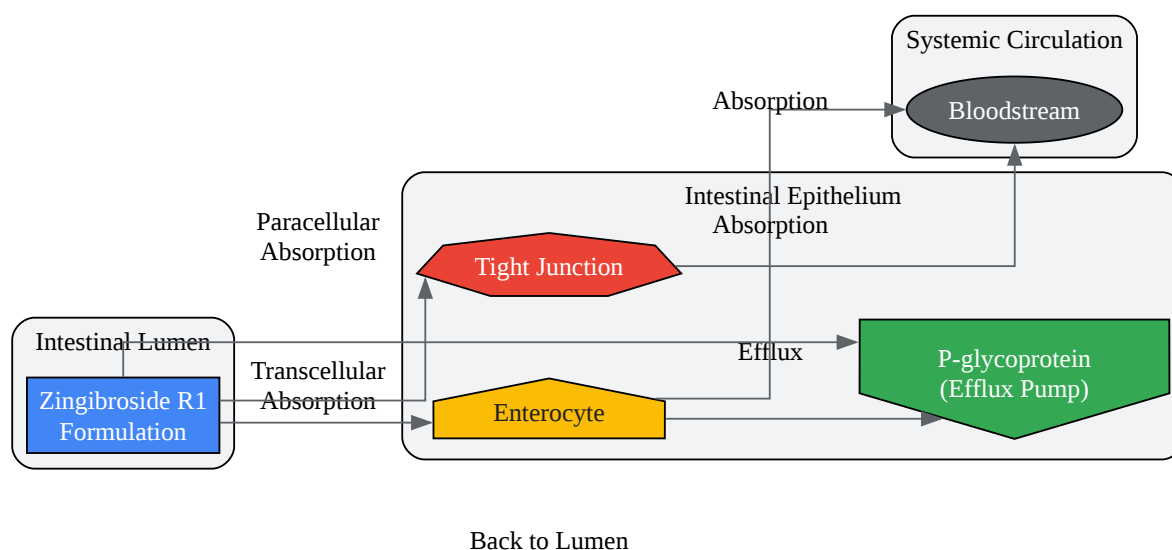 Systemic Circulation
Bloodstream
Absorption
Intestinal Epithelium
Absorption
Paracellular
Absorption
Tight Junction
Intestinal Lumen
Efflux
P-glycoprotein
(Efflux Pump)
Transcellular
Absorption
Zingibroside R1
Formulation
Enterocyte
Back to Lumen